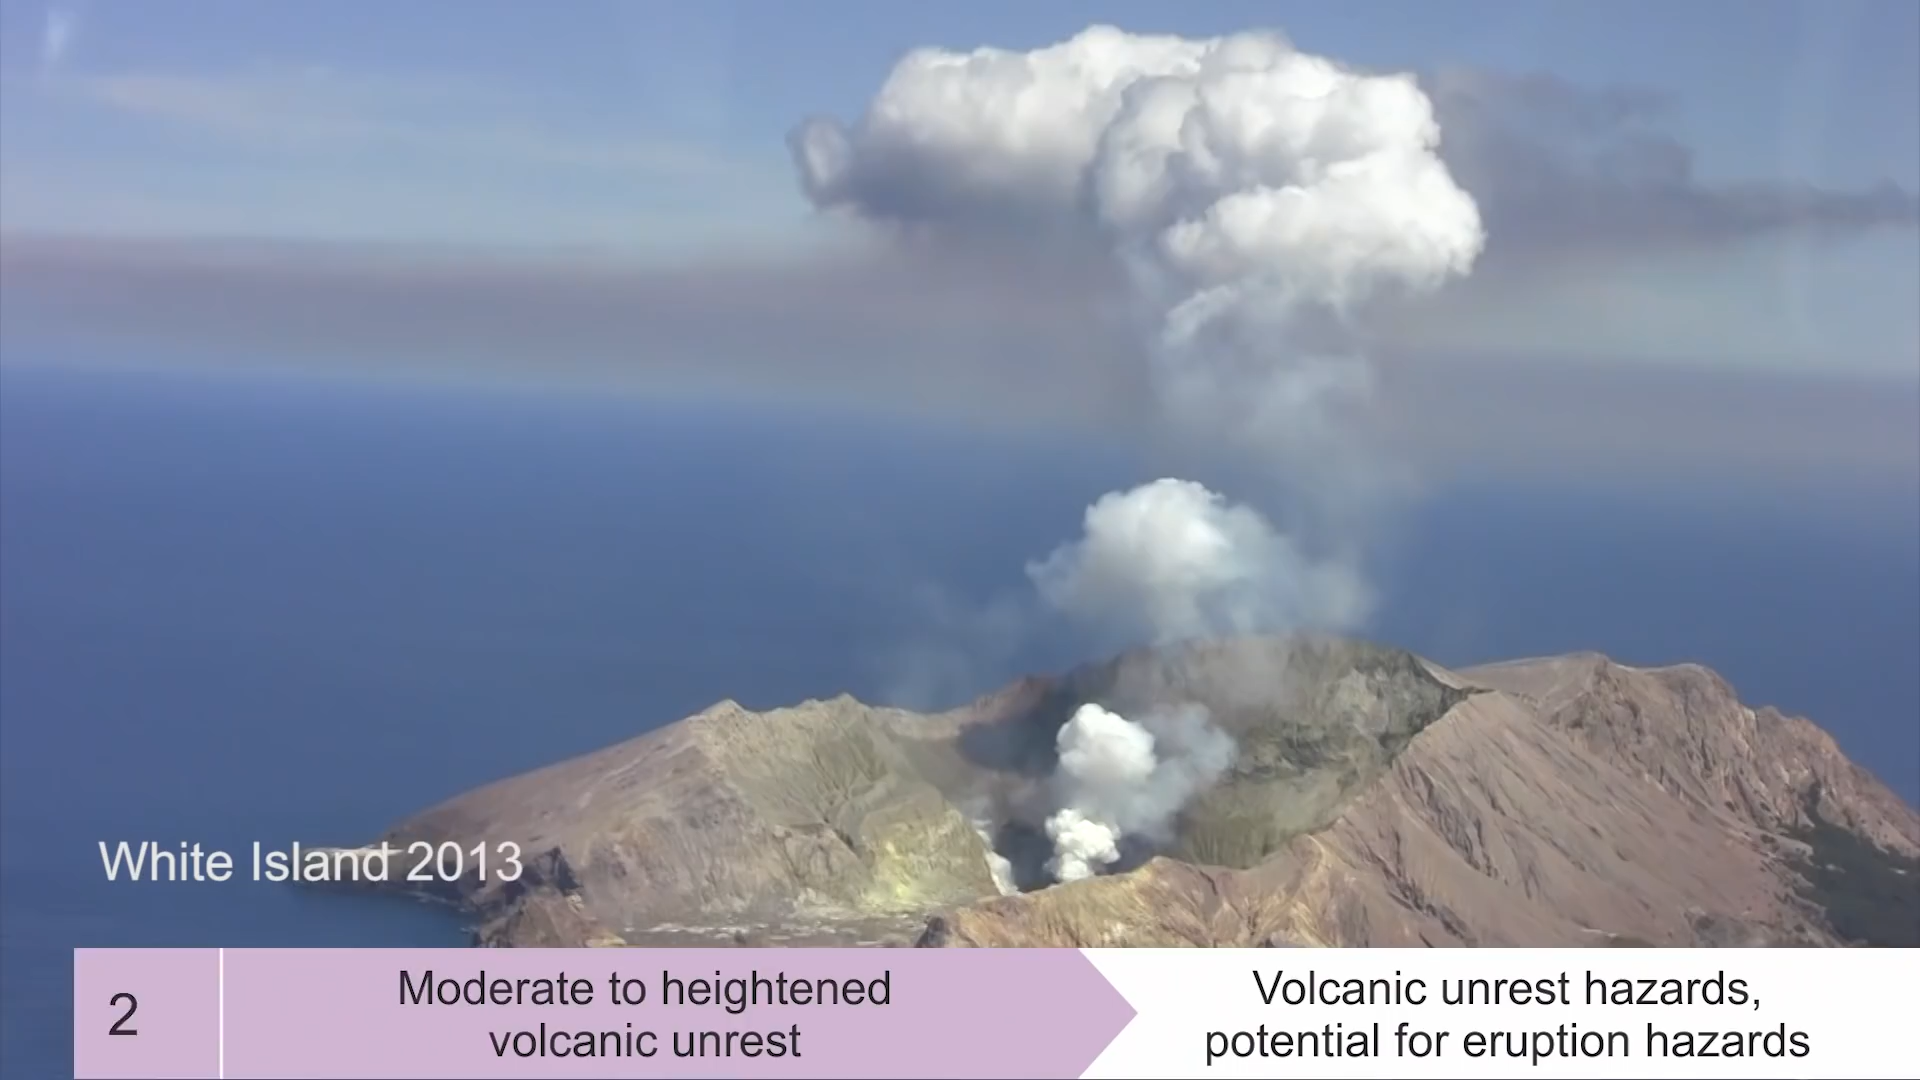 White Island 2013
2
Moderate to heightened
volcanic unrest
Volcanic unrest hazards,
potential for eruption hazards